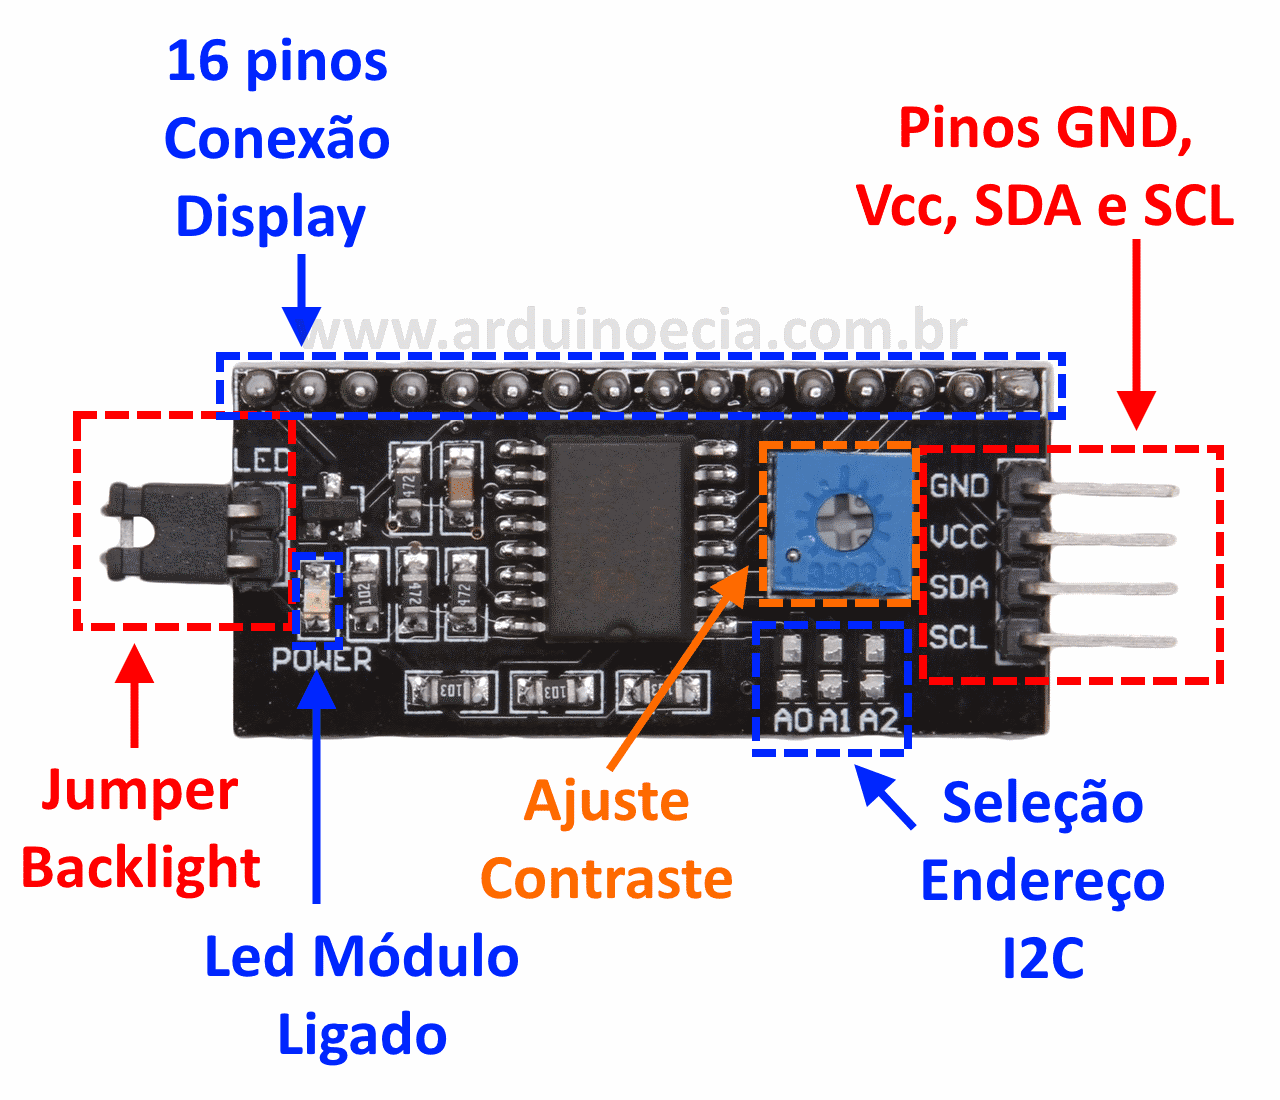 16 pinos
Conexão
Display
Pinos GND,
Vcc, SDA e SCL
www.arduinoecia.com.br
LED
GND
VCC
SDA
SCL
472
102
472
472
POWER
103
103
103
A0 A1 A2
Jumper
Backlight
Ajuste
Contraste
Seleção
Endereço
I2C
Led Módulo
Ligado